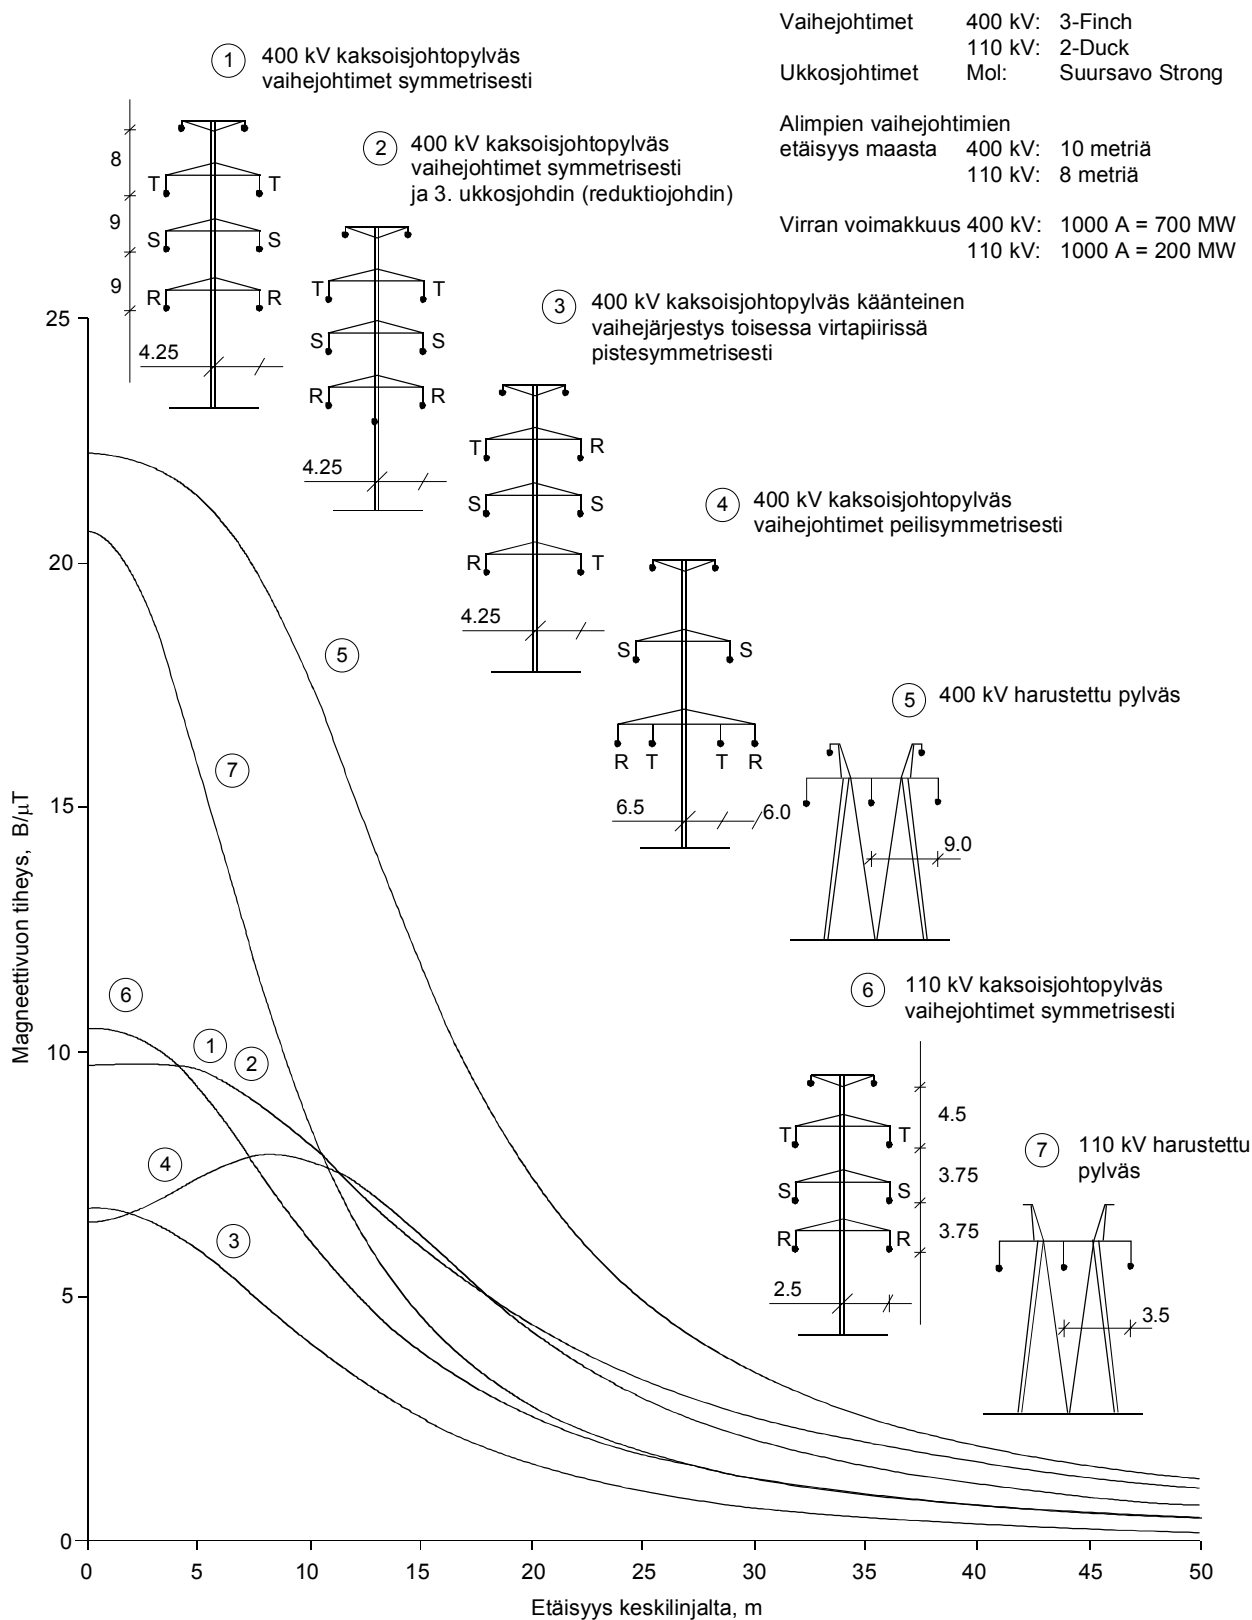 Vaihejohtimet 400 kV: 3-Finch
110 kV: 2-Duck
Ukkosjohtimet Mol: Suursavo Strong
Alimpien vaihejohtimien
etäisyys maasta 400 kV: 10 metriä
110 kV: 8 metriä
Virran voimakkuus 400 kV: 1000 A = 700 MW
110 kV: 1000 A = 200 MW
1 400 kV kaksoisjohtopylväs
vaihejohtimet symmetrisesti
8
9
9
T T
S S
R R
4.25
2 400 kV kaksoisjohtopylväs
vaihejohtimet symmetrisesti
ja 3. ukkosjohdin (reduktiojohdin)
T T
S S
R R
4.25
3 400 kV kaksoisjohtopylväs käänteinen
vaihejärjestys toisessa virtapiirissä
pistesymmetrisesti
T R
S S
R T
4.25
4 400 kV kaksoisjohtopylväs
vaihejohtimet peilisymmetrisesti
S S
R T T R
6.5 6.0
5 400 kV harustettu pylväs
9.0
6 110 kV kaksoisjohtopylväs
vaihejohtimet symmetrisesti
T T
S S
R R
4.5
3.75
3.75
2.5
7 110 kV harustettu
pylväs
3.5
5
7
6
1
2
4
3
Magneettivuon tiheys, B/μT
25
20
15
10
5
0
0 5 10 15 20 25 30 35 40 45 50
Etäisyys keskilinjalta, m